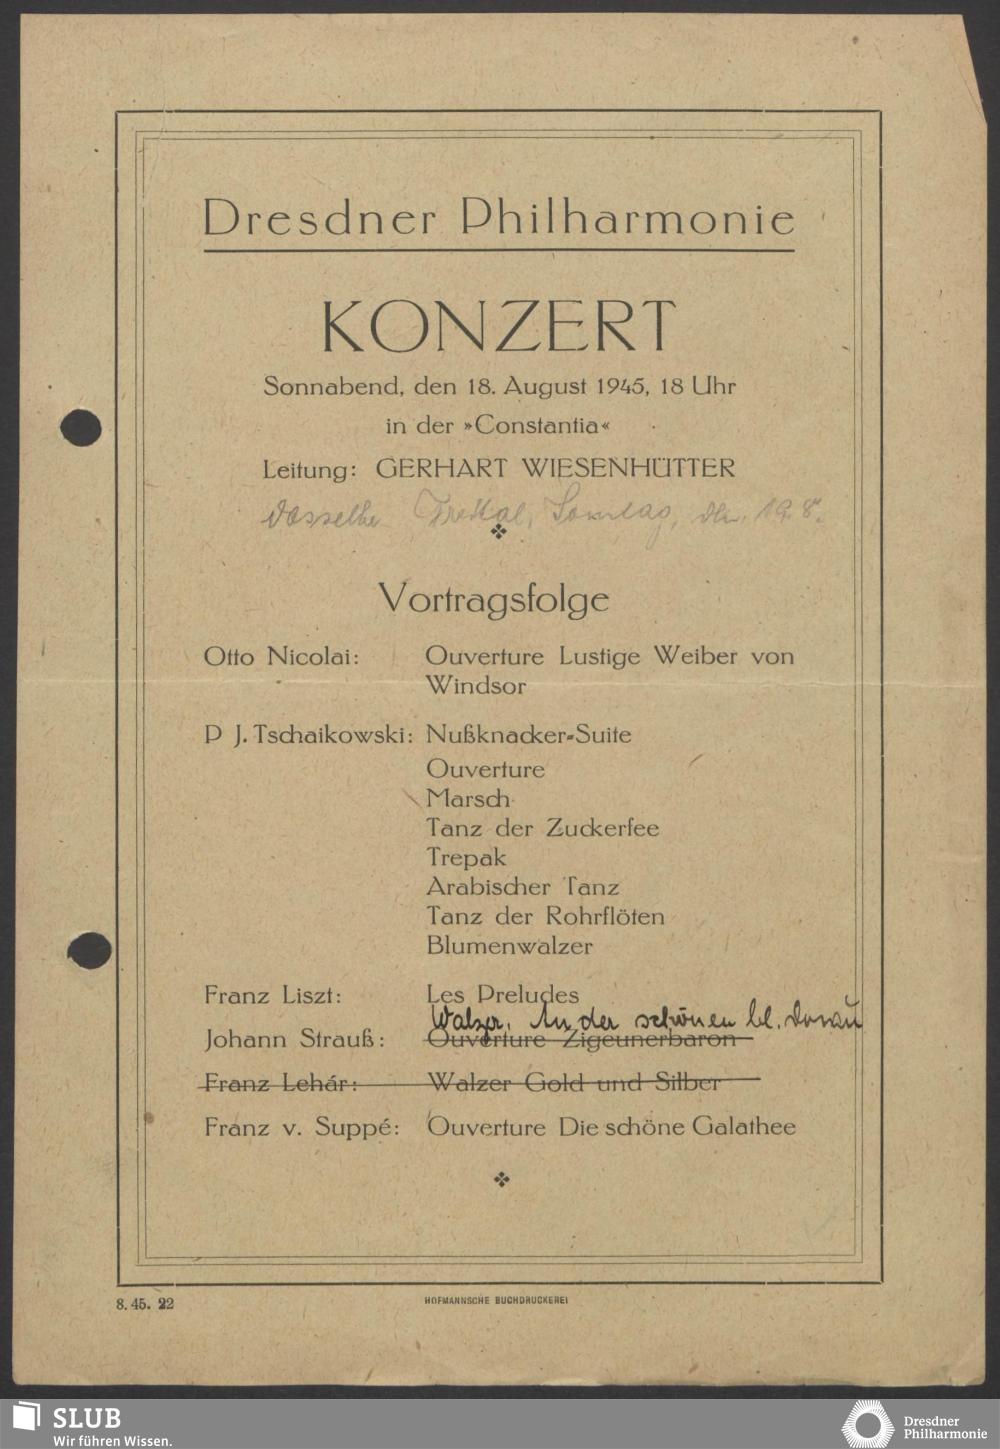 Dresdner Philharmonie
KONZERT
Sonnabend, den 18. August 1945, 18 Uhr
in der »Constantia«
Leitung: GERHART WIESENHÜTTER
Dasselbe Freital, Sonntag, den 19.8.
Vortragsfolge
Otto Nicolai: Ouverture Lustige Weiber von
Windsor
P J. Tschaikowski: Nußknacker-Suite
Ouverture
Marsch
Tanz der Zuckerfee
Trepak
Arabischer Tanz
Tanz der Rohrflöten
Blumenwalzer
Franz Liszt: Les Preludes
Walzer. An der schönen bl. Donau
Johann Strauß: Ouverture Zigeunerbaron
Franz Lehár: Walzer Gold und Silber
Franz v. Suppé: Ouverture Die schöne Galathee
8. 45. 22
HOFMANNSCHE BUCHDRUCKEREI
SLUB
Wir führen Wissen.
Dresdner
Philharmonie